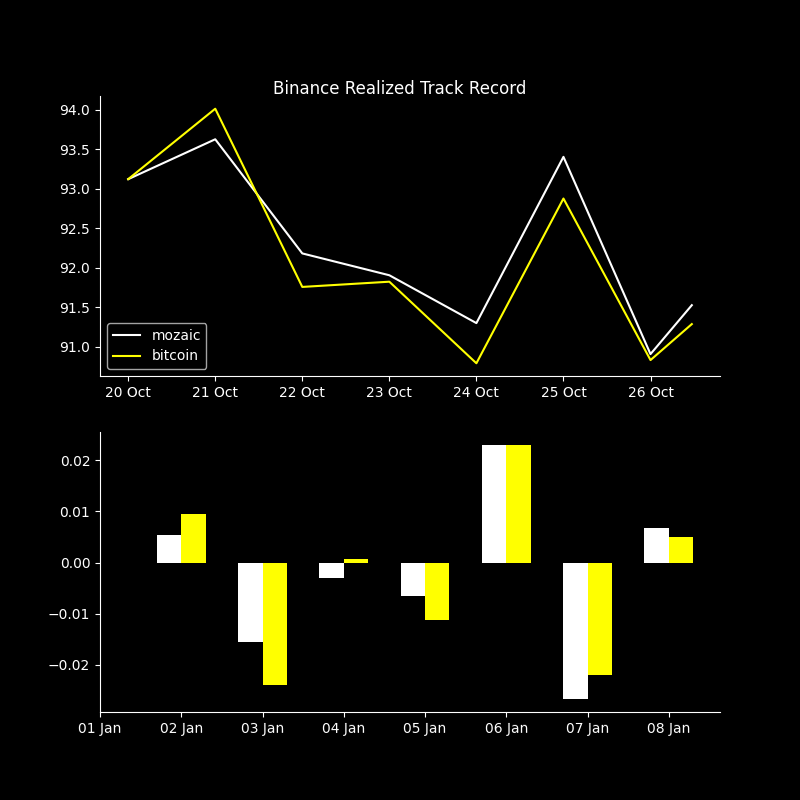 Binance Realized Track Record
94.0
93.5
93.0
92.5
92.0
91.5
91.0
mozaic
bitcoin
20 Oct 21 Oct 22 Oct 23 Oct 24 Oct 25 Oct 26 Oct
0.02
0.01
0.00
−0.01
−0.02
01 Jan 02 Jan 03 Jan 04 Jan 05 Jan 06 Jan 07 Jan 08 Jan